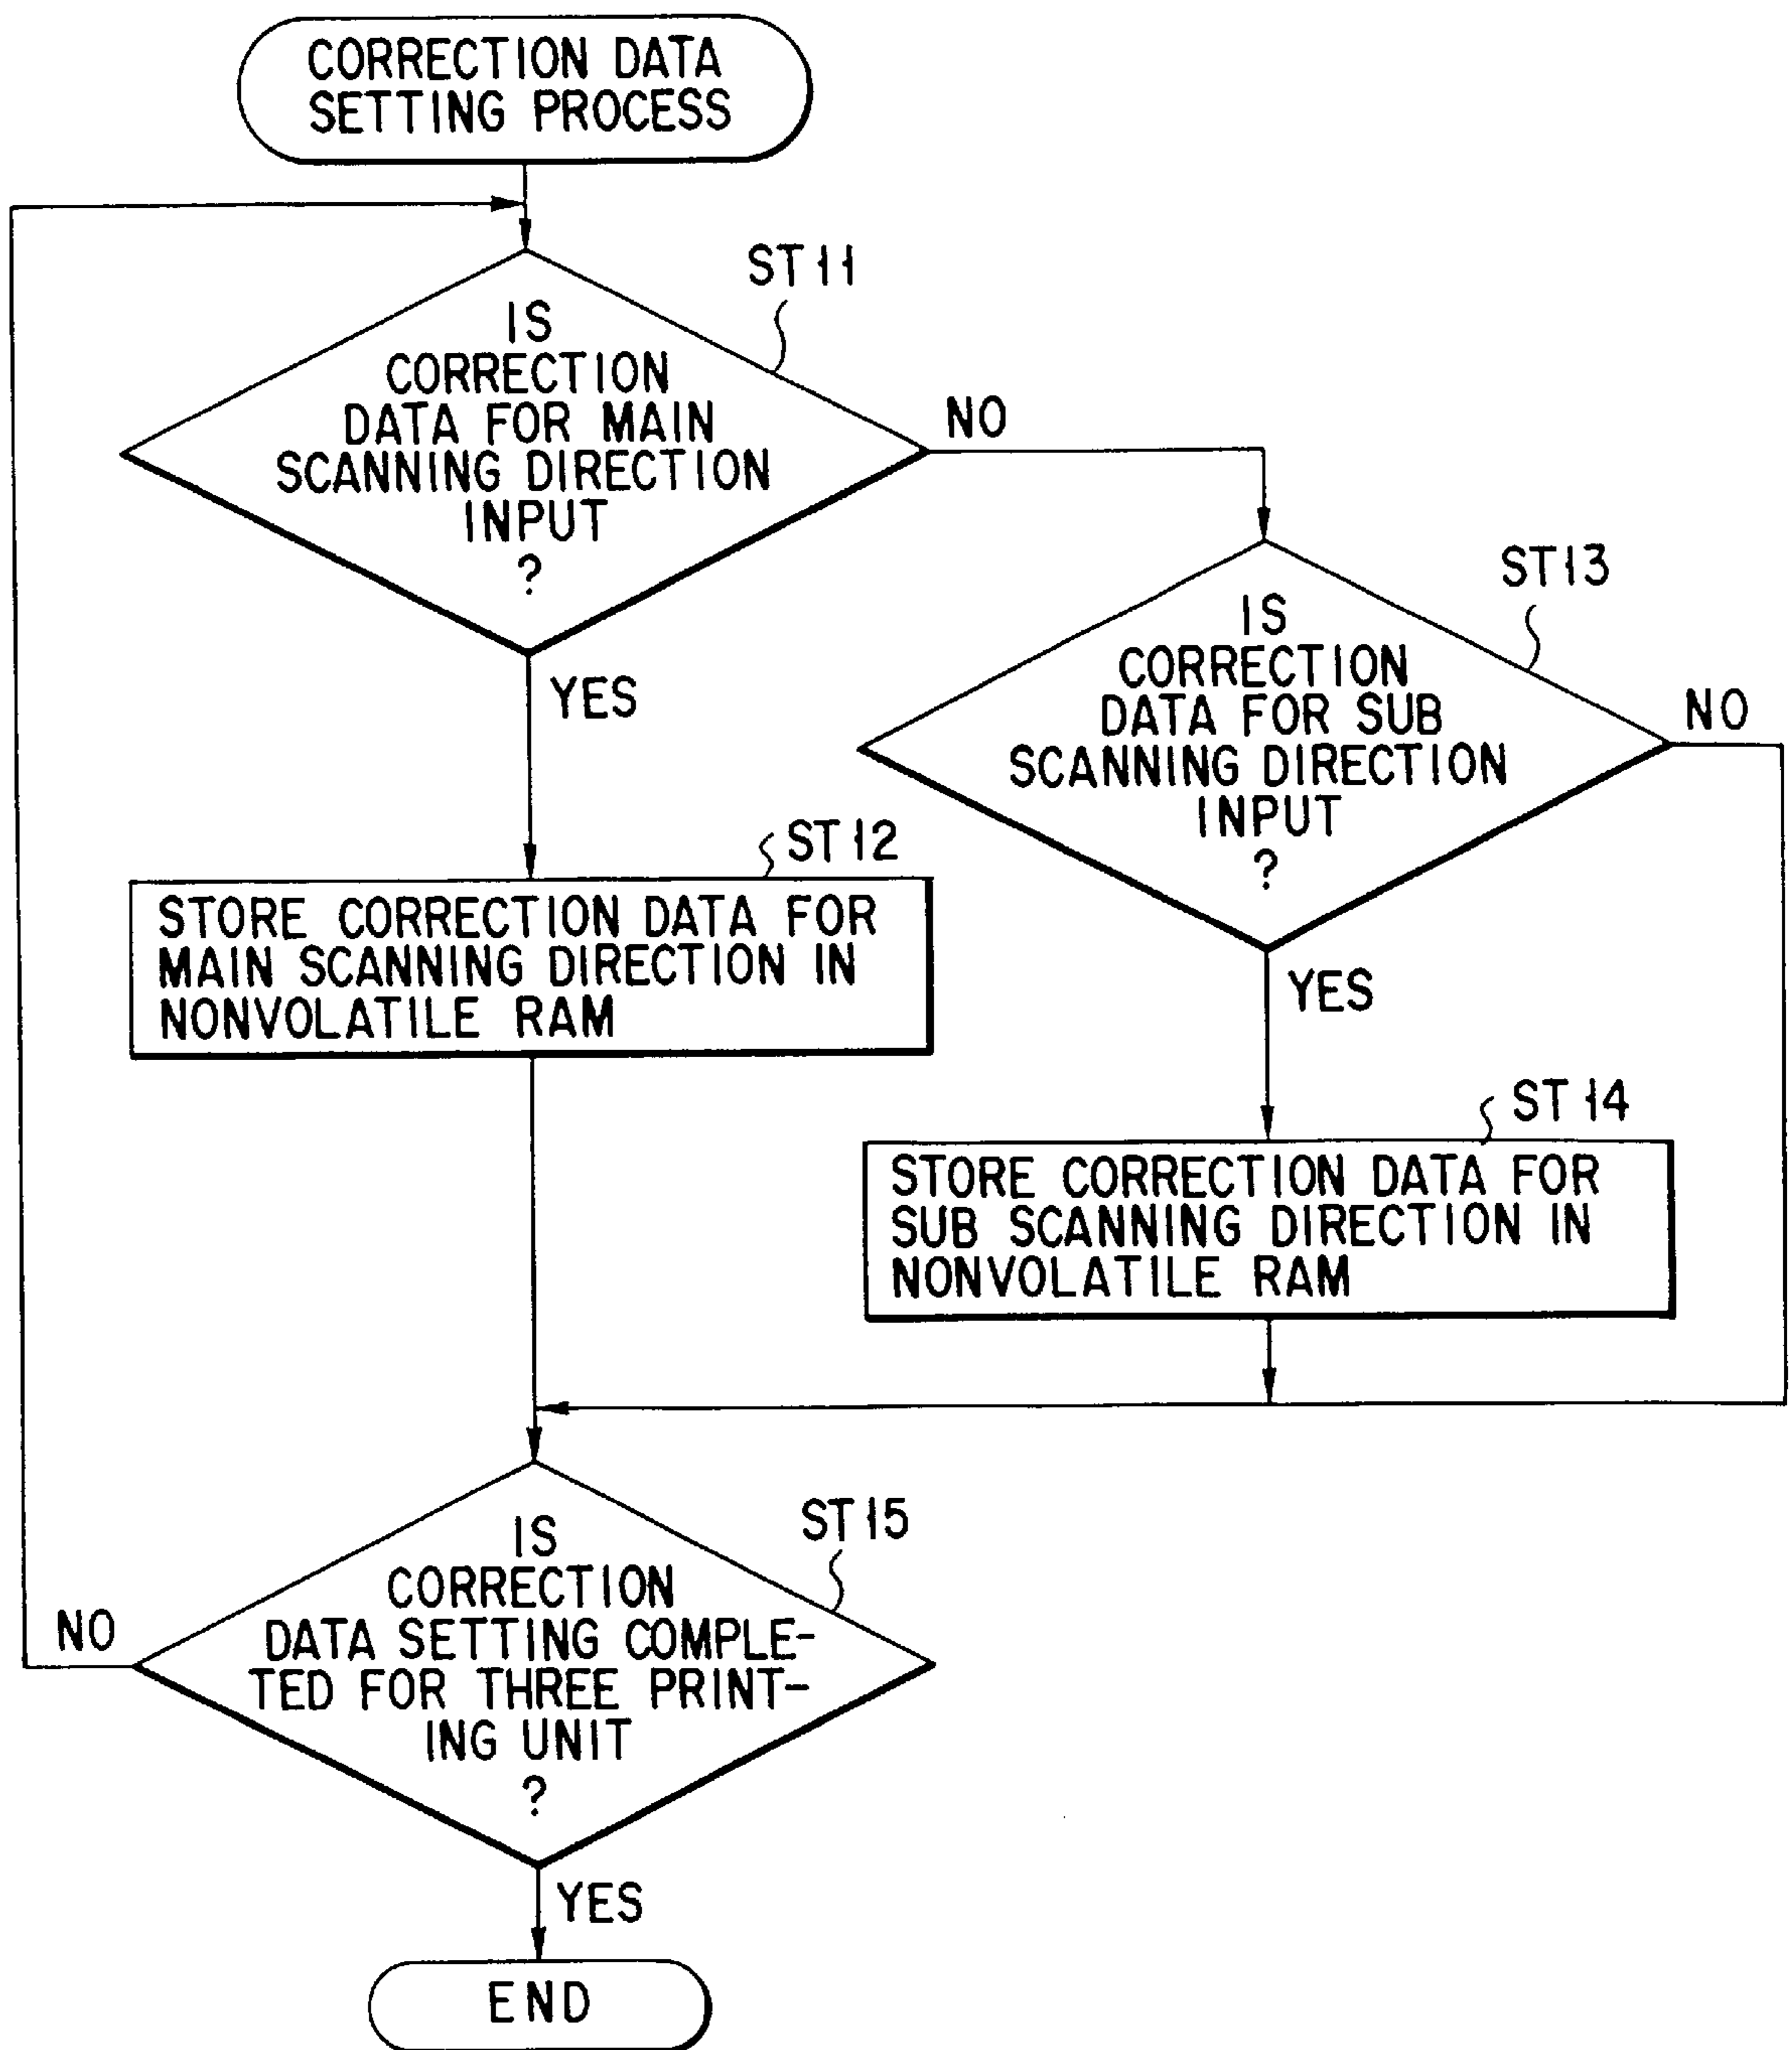 CORRECTION DATA
SETTING PROCESS
ST11
IS
CORRECTION
DATA FOR MAIN
SCANNING DIRECTION
INPUT
?
NO
YES
ST13
IS
CORRECTION
DATA FOR SUB
SCANNING DIRECTION
INPUT
?
NO
YES
ST12
STORE CORRECTION DATA FOR
MAIN SCANNING DIRECTION IN
NONVOLATILE RAM
ST14
STORE CORRECTION DATA FOR
SUB SCANNING DIRECTION IN
NONVOLATILE RAM
ST15
IS
CORRECTION
DATA SETTING COMPLE-
TED FOR THREE PRINT-
ING UNIT
?
NO
YES
END